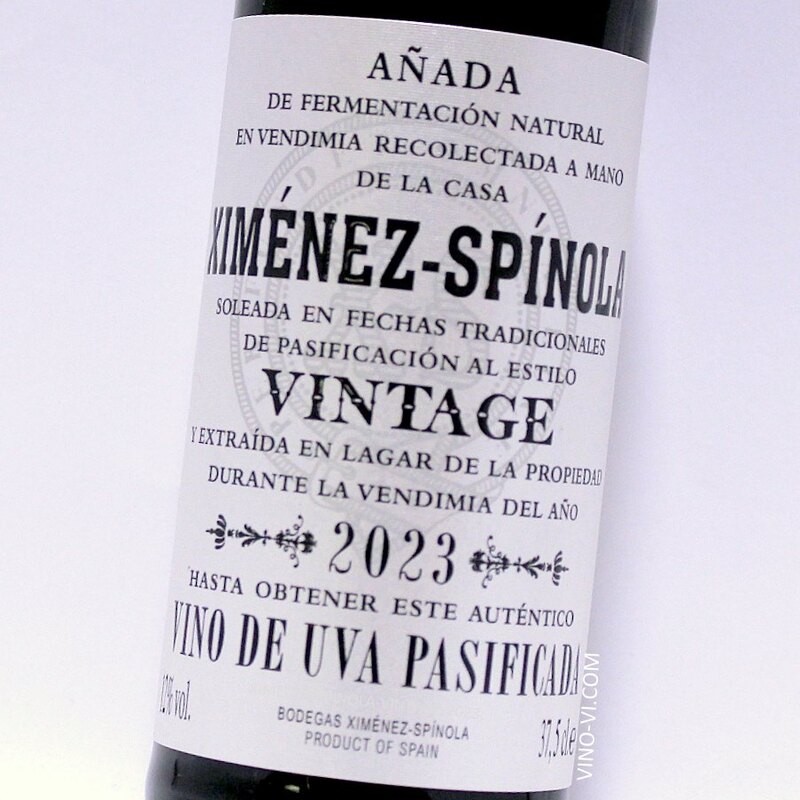 AÑADA
DE FERMENTACIÓN NATURAL
EN VENDIMIA RECOLECTADA A MANO
DE LA CASA
XIMÉNEZ-SPÍNOLA
SOLEADA EN FECHAS TRADICIONALES
DE PASIFICACIÓN AL ESTILO
VINTAGE
Y EXTRAÍDA EN LAGAR DE LA PROPIEDAD
DURANTE LA VENDIMIA DEL AÑO
2023
HASTA OBTENER ESTE AUTÉNTICO
VINO DE UVA PASIFICADA
12% vol.
BODEGAS XIMÉNEZ-SPÍNOLA
PRODUCT OF SPAIN
37,5 cl e
VINO-VI.COM